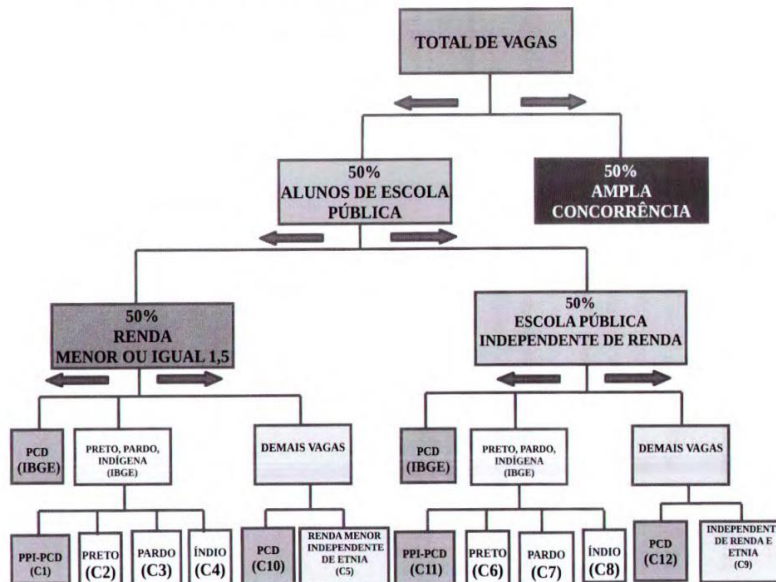 TOTAL DE VAGAS
50%
ALUNOS DE ESCOLA
PÚBLICA
50%
AMPLA
CONCORRÊNCIA
50%
RENDA
MENOR OU IGUAL 1,5
50%
ESCOLA PÚBLICA
INDEPENDENTE DE RENDA
PCD
(IBGE)
PRETO, PARDO,
INDÍGENA
(IBGE)
DEMAIS VAGAS
PCD
(IBGE)
PRETO, PARDO,
INDÍGENA
(IBGE)
DEMAIS VAGAS
PPI-PCD
(C1)
PRETO
(C2)
PARDO
(C3)
ÍNDIO
(C4)
PCD
(C10)
RENDA MENOR
INDEPENDENTE
DE ETNIA
(C5)
PPI-PCD
(C11)
PRETO
(C6)
PARDO
(C7)
ÍNDIO
(C8)
PCD
(C12)
INDEPENDENT
DE RENDA E
ETNIA
(C9)